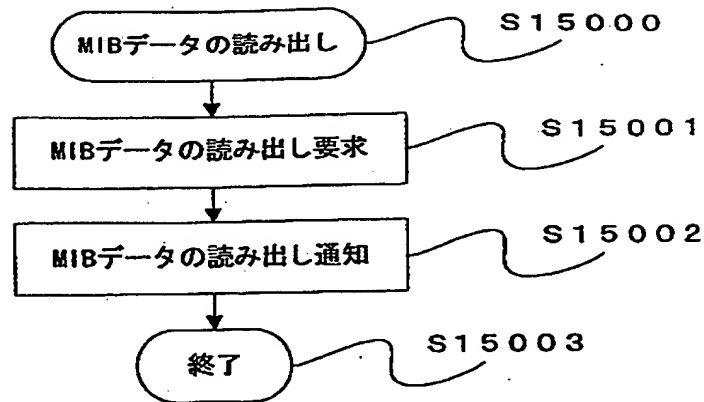 MIBデータの読み出し
S15000
MIBデータの読み出し要求
S15001
MIBデータの読み出し通知
S15002
終了
S15003